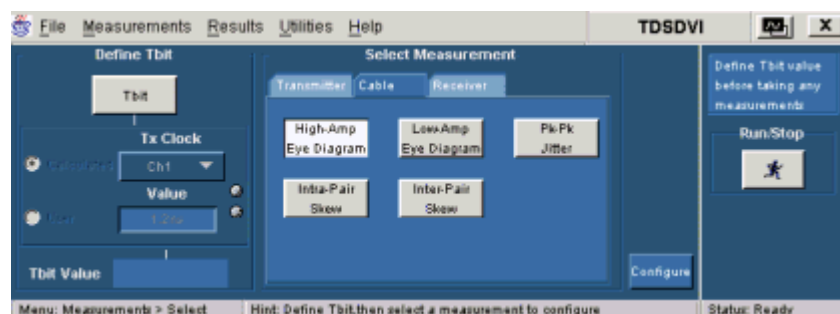 File Measurements Results Utilities Help TDSDVI X
Define Tbit
Tbit
Tx Clock
Calculated Ch1
Value
User
Tbit Value
Select Measurement
Transmitter Cable Receiver
High-Amp
Eye Diagram
Low-Amp
Eye Diagram
Pk-Pk
Jitter
Intra-Pair
Skew
Inter-Pair
Skew
Configure
Define Tbit value
before taking any
measurements
Run/Stop
Menu: Measurements > Select
Hint: Define Tbit,then select a measurement to configure
Status: Ready